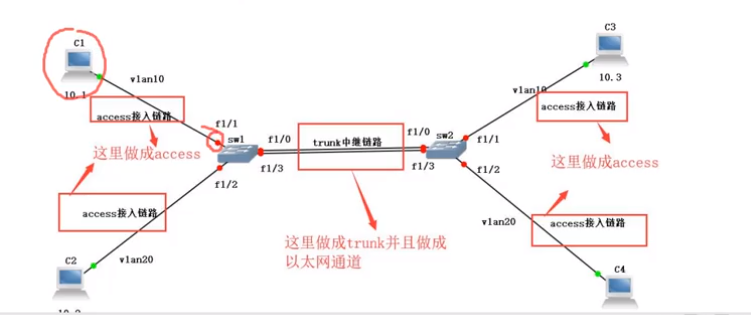 C1
10.1
vlan10
access接入链路
f1/1
sw1
f1/0
f1/3
f1/2
这里做成access
access接入链路
vlan20
C2
trunk中继链路
这里做成trunk并且做成
以太网通道
f1/0
sw2
f1/3
f1/1
f1/2
C3
10.3
access接入链路
这里做成access
vlan20
access接入链路
C4